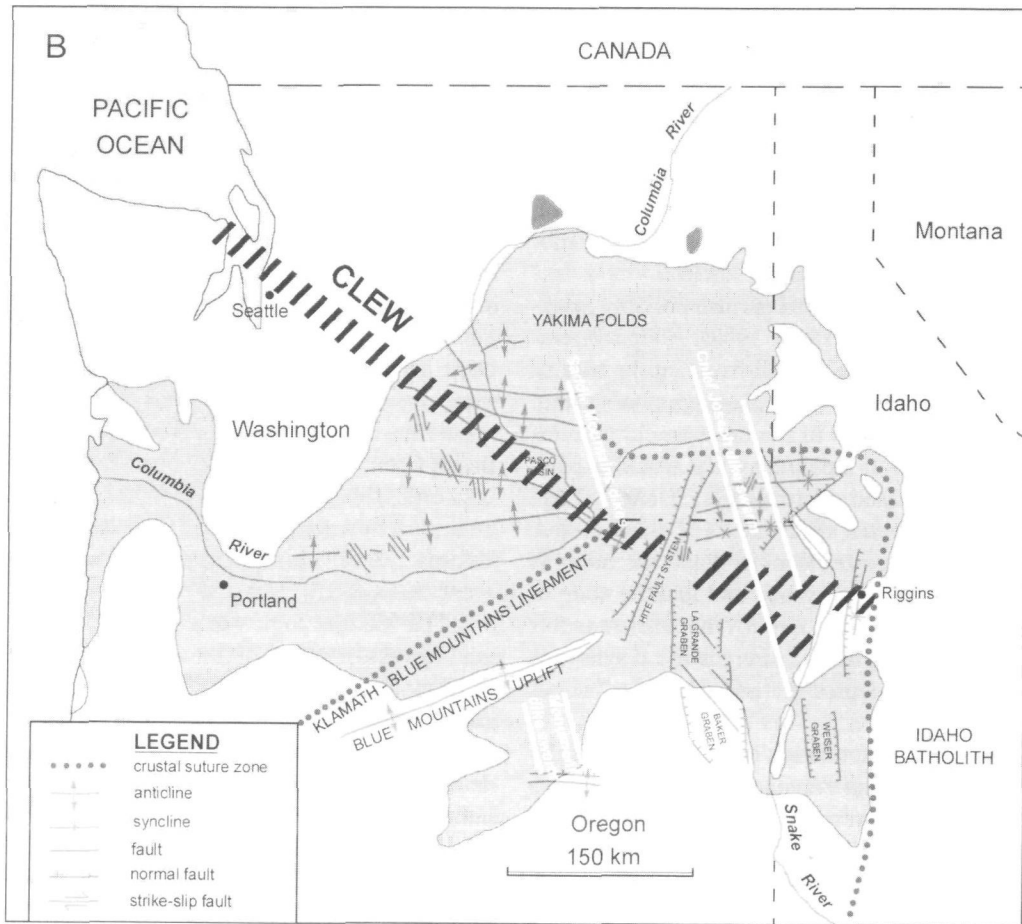 B
CANADA
PACIFIC
OCEAN
Columbia
River
Montana
CLEW
Seattle
YAKIMA FOLDS
Washington
Idaho
PASCO
BASIN
Columbia
River
HITE FAULT SYSTEM
Portland
Riggins
KLAMATH - BLUE MOUNTAINS LINEAMENT
LA GRANDE
GRABEN
BLUE MOUNTAINS UPLIFT
BAKER
GRABEN
WEISER
GRABEN
IDAHO
BATHOLITH
LEGEND
crustal suture zone
anticline
syncline
fault
normal fault
strike-slip fault
Oregon
150 km
Snake
River